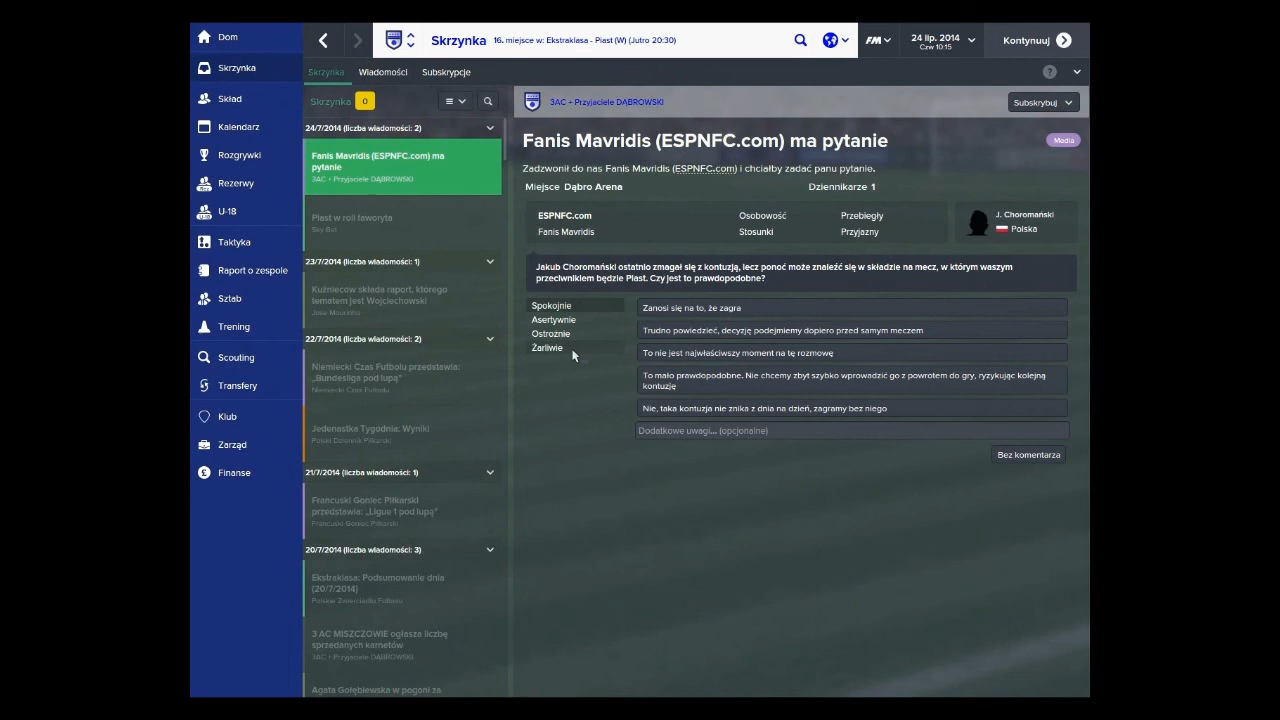 Dom
Skrzynka
Skład
Kalendarz
Rozgrywki
Rezerwy
U-18
Taktyka
Raport o zespole
Sztab
Trening
Scouting
Transfery
Klub
Zarząd
Finanse
Skrzynka
16. miejsce w: Ekstraklasa - Piast (W) (Jutro 20:30)
FM
24 lip. 2014
Czw 10:15
Kontynuuj
Skrzynka
Wiadomości
Subskrypcje
Skrzynka
0
24/7/2014 (liczba wiadomości: 2)
Fanis Mavridis (ESPNFC.com) ma
pytanie
3AC + Przyjaciele DĄBROWSKI
Piast w roli faworyta
Sky Bet
23/7/2014 (liczba wiadomości: 1)
Kuźniecow składa raport, którego
tematem jest Wojciechowski
Jose Mourinho
22/7/2014 (liczba wiadomości: 2)
Niemiecki Czas Futbolu przedstawia:
„Bundesliga pod lupą”
Niemiecki Czas Futbolu
Jedenastka Tygodnia: Wyniki
Polski Dziennik Piłkarski
21/7/2014 (liczba wiadomości: 1)
Francuski Goniec Piłkarski
przedstawia: „Ligue 1 pod lupą”
Francuski Goniec Piłkarski
20/7/2014 (liczba wiadomości: 3)
Ekstraklasa: Podsumowanie dnia
(20/7/2014)
Polskie Zwierciadło Futbolu
3 AC MISZCZOWIE ogłasza liczbę
sprzedanych karnetów
3AC + Przyjaciele DĄBROWSKI
Agata Gołębiewska w pogoni za
3AC + Przyjaciele DĄBROWSKI
Subskrybuj
Fanis Mavridis (ESPNFC.com) ma pytanie
Media
Zadzwonił do nas Fanis Mavridis (ESPNFC.com) i chciałby zadać panu pytanie.
Miejsce Dąbro Arena
Dziennikarze 1
ESPNFC.com
Osobowość
Przebiegły
Fanis Mavridis
Stosunki
Przyjazny
J. Choromański
Polska
Jakub Choromański ostatnio zmagał się z kontuzją, lecz ponoć może znaleźć się w składzie na mecz, w którym waszym
przeciwnikiem będzie Piast. Czy jest to prawdopodobne?
Spokojnie
Asertywnie
Ostrożnie
Żarliwie
Zanosi się na to, że zagra
Trudno powiedzieć, decyzję podejmiemy dopiero przed samym meczem
To nie jest najwłaściwszy moment na tę rozmowę
To mało prawdopodobne. Nie chcemy zbyt szybko wprowadzić go z powrotem do gry, ryzykując kolejną
kontuzję
Nie, taka kontuzja nie znika z dnia na dzień, zagramy bez niego
Dodatkowe uwagi... (opcjonalne)
Bez komentarza